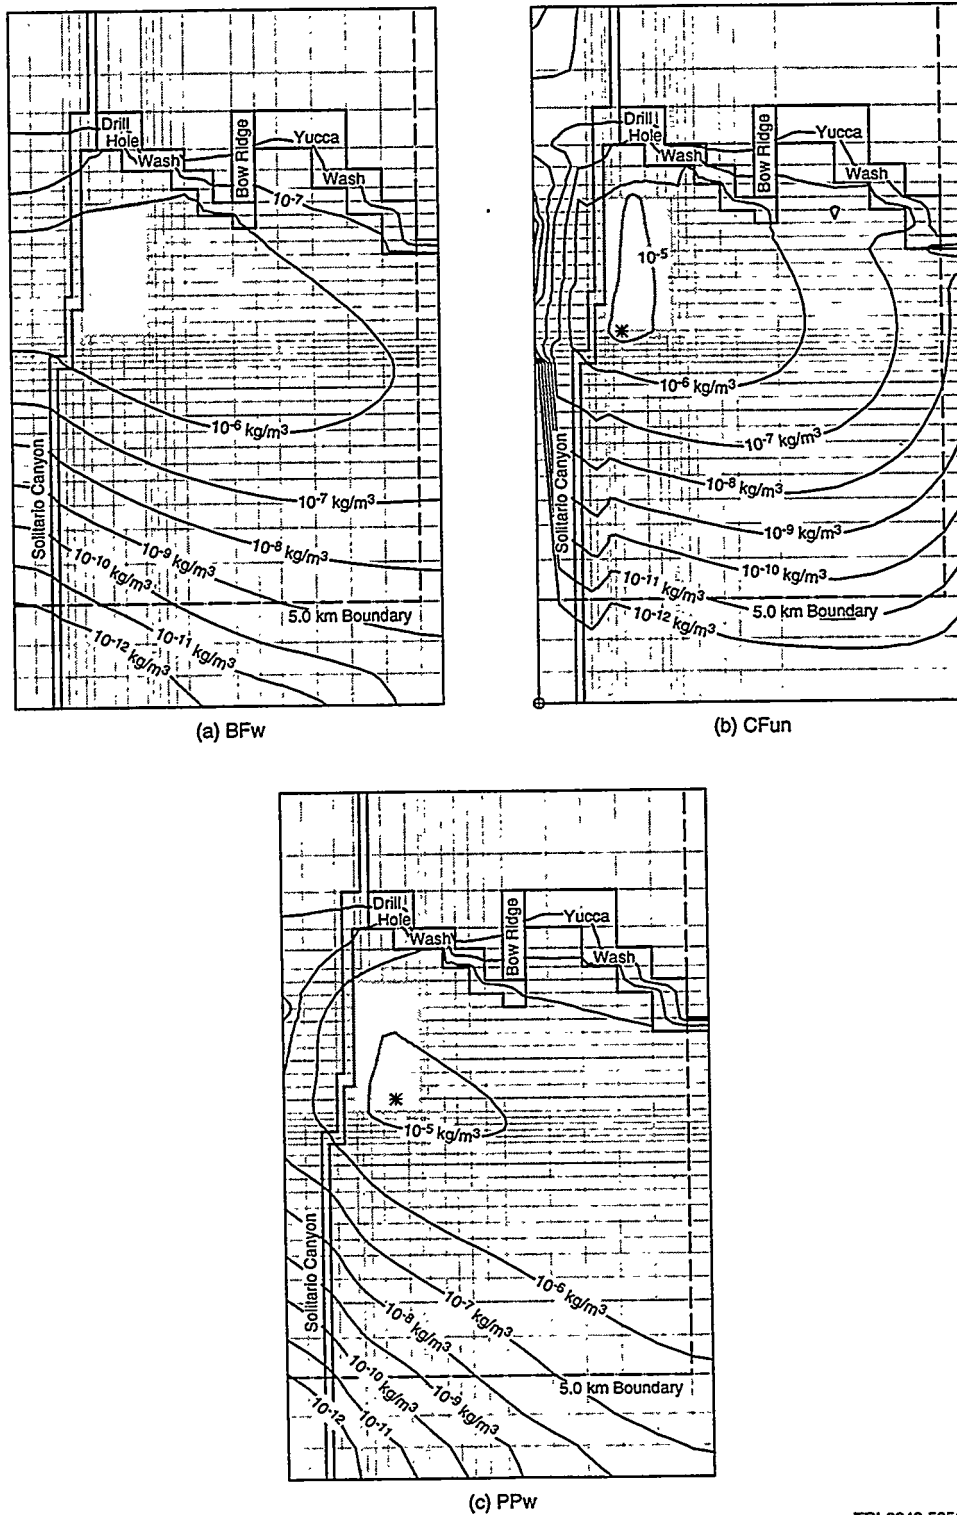 Drill
Hole
Wash
Bow Ridge
Yucca
Wash
10-7
10-6 kg/m3
10-7 kg/m3
10-8 kg/m3
10-9 kg/m3
10-10 kg/m3
10-11 kg/m3
10-12 kg/m3
Solitario Canyon
5.0 km Boundary
(a) BFw
Drill
Hole
Wash
Bow Ridge
Yucca
Wash
10-5
10-6 kg/m3
10-7 kg/m3
10-8 kg/m3
10-9 kg/m3
10-10 kg/m3
10-11 kg/m3
10-12 kg/m3
Solitario Canyon
5.0 km Boundary
(b) CFun
Drill
Hole
Wash
Bow Ridge
Yucca
Wash
10-5 kg/m3
10-6 kg/m3
10-7 kg/m3
10-8 kg/m3
10-9 kg/m3
10-10 kg/m3
10-11
10-12
Solitario Canyon
5.0 km Boundary
(c) PPw